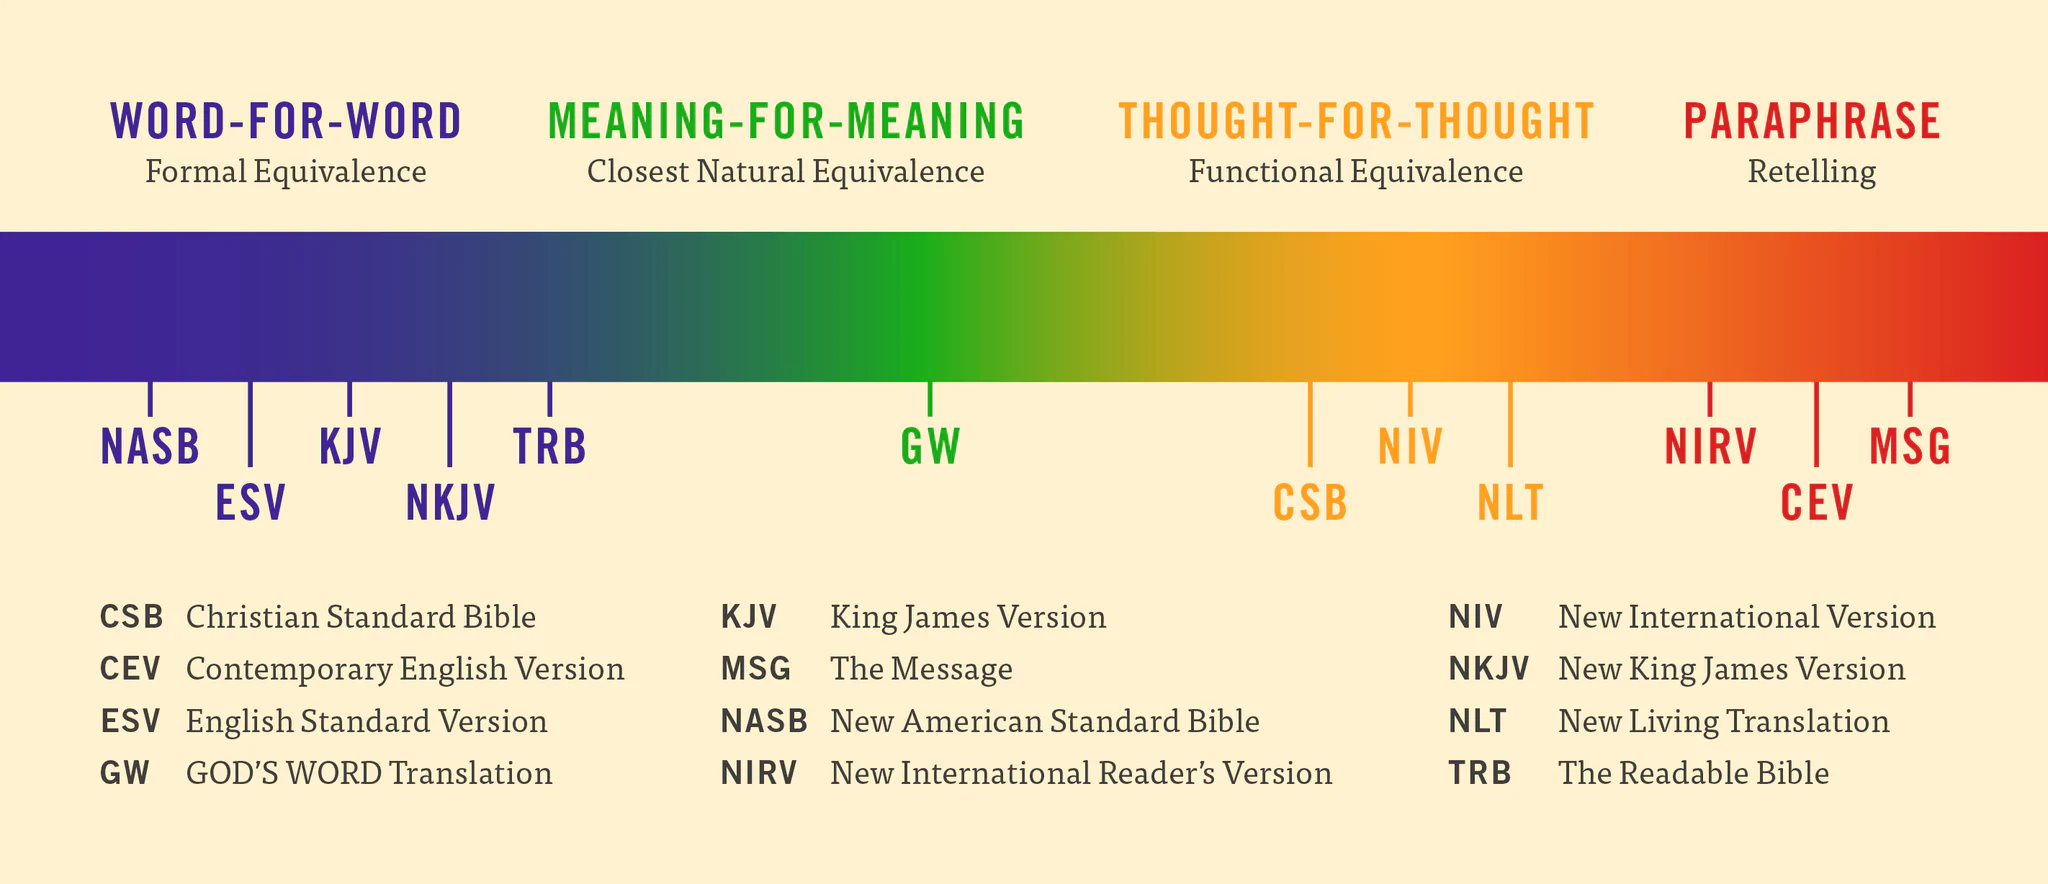 WORD-FOR-WORD MEANING-FOR-MEANING THOUGHT-FOR-THOUGHT PARAPHRASE
Formal Equivalence Closest Natural Equivalence Functional Equivalence Retelling
NASB KJV TRB GW NIV NIRV MSG
ESV NKJV CSB NLT CEV
CSB Christian Standard Bible
CEV Contemporary English Version
ESV English Standard Version
GW GOD’S WORD Translation
KJV King James Version
MSG The Message
NASB New American Standard Bible
NIRV New International Reader’s Version
NIV New International Version
NKJV New King James Version
NLT New Living Translation
TRB The Readable Bible